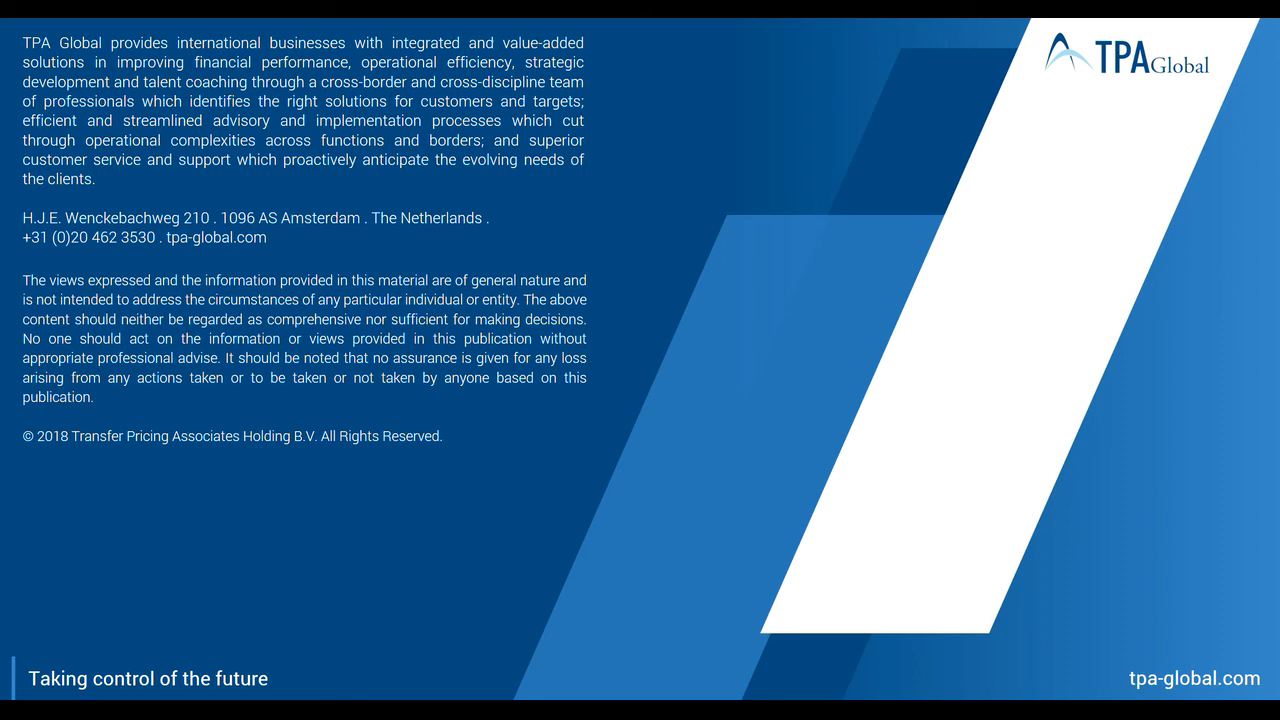 TPA Global provides international businesses with integrated and value-added
solutions in improving financial performance, operational efficiency, strategic
development and talent coaching through a cross-border and cross-discipline team
of professionals which identifies the right solutions for customers and targets;
efficient and streamlined advisory and implementation processes which cut
through operational complexities across functions and borders; and superior
customer service and support which proactively anticipate the evolving needs of
the clients.
H.J.E. Wenckebachweg 210 . 1096 AS Amsterdam . The Netherlands .
+31 (0)20 462 3530 . tpa-global.com
The views expressed and the information provided in this material are of general nature and
is not intended to address the circumstances of any particular individual or entity. The above
content should neither be regarded as comprehensive nor sufficient for making decisions.
No one should act on the information or views provided in this publication without
appropriate professional advise. It should be noted that no assurance is given for any loss
arising from any actions taken or to be taken or not taken by anyone based on this
publication.
© 2018 Transfer Pricing Associates Holding B.V. All Rights Reserved.
TPA Global
Taking control of the future
tpa-global.com